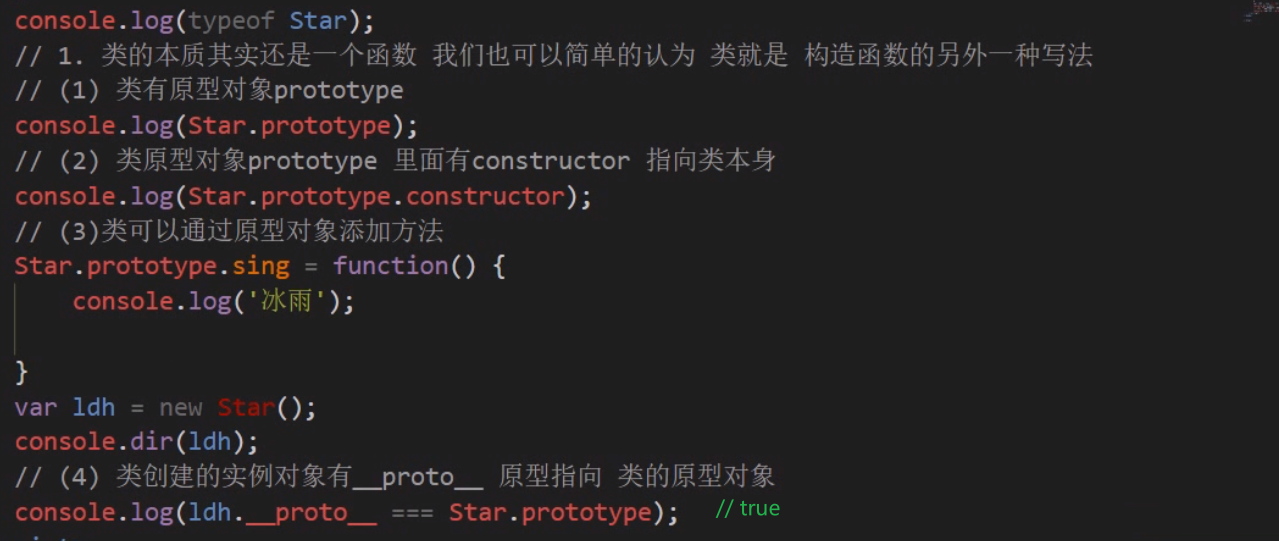 console.log(typeof Star);
// 1. 类的本质其实还是一个函数 我们也可以简单的认为 类就是 构造函数的另外一种写法
// (1) 类有原型对象prototype
console.log(Star.prototype);
// (2) 类原型对象prototype 里面有constructor 指向类本身
console.log(Star.prototype.constructor);
// (3)类可以通过原型对象添加方法
Star.prototype.sing = function() {
console.log('冰雨');
}
var ldh = new Star();
console.dir(ldh);
// (4) 类创建的实例对象有__proto__ 原型指向 类的原型对象
console.log(ldh.__proto__ === Star.prototype); // true